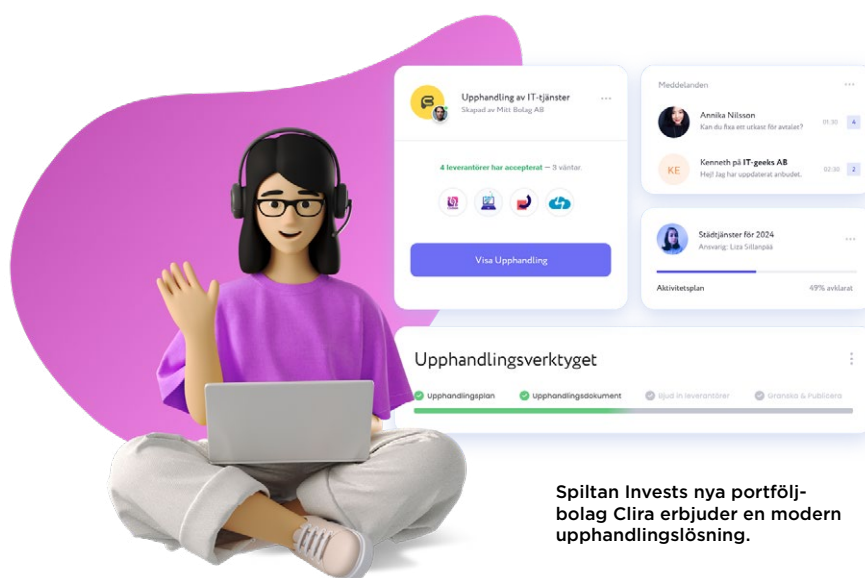 Upphandling av IT-tjänster
Skapad av Mitt Bolag AB
4 leverantörer har accepterat – 3 väntar.
Visa Upphandling
Meddelanden
Annika Nilsson
Kan du fixa ett utkast för avtalet?
01:30
4
KE
Kenneth på IT-geeks AB
Hej! Jag har uppdaterat anbudet.
02:30
2
Städtjänster för 2024
Ansvarig: Liza Sillanpää
Aktivitetsplan
49% avklarat
Upphandlingsverktyget
Upphandlingsplan
Upphandlingsdokument
Bjud in leverantörer
Granska & Publicera
Spiltan Invests nya portfölj-
bolag Clira erbjuder en modern
upphandlingslösning.